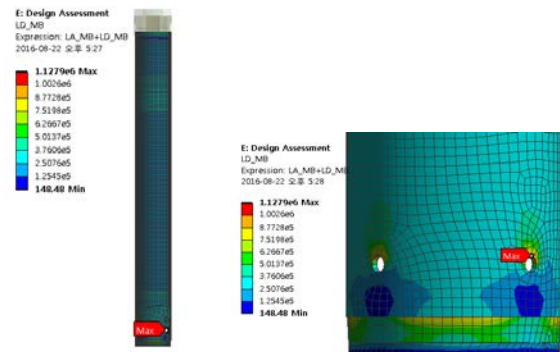 E: Design Assessment
LD_MB
Expression: LA_MB+LD_MB
2016-08-22 오후 5:27
1.1279e6 Max
1.0026e6
8.7728e5
7.5198e5
6.2667e5
5.0137e5
3.7606e5
2.5076e5
1.2545e5
148.48 Min
Max
E: Design Assessment
LD_MB
Expression: LA_MB+LD_MB
2016-08-22 오후 5:28
1.1279e6 Max
1.0026e6
8.7728e5
7.5198e5
6.2667e5
5.0137e5
3.7606e5
2.5076e5
1.2545e5
148.48 Min
Max